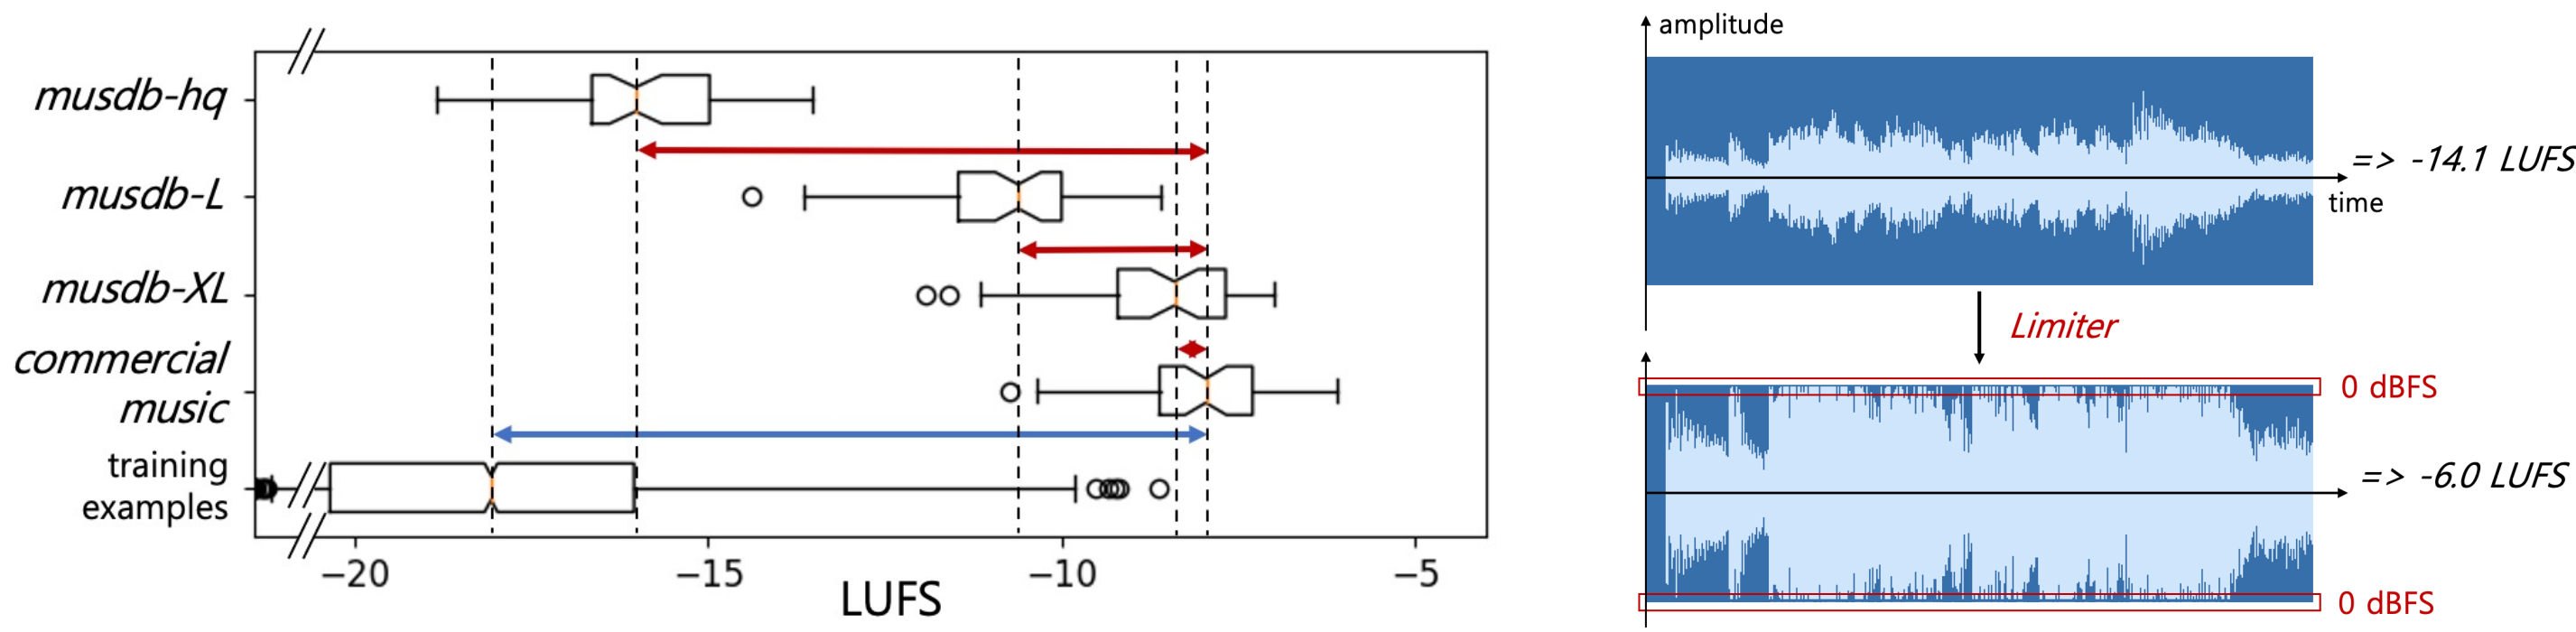 musdb-hq
musdb-L
musdb-XL
commercial
music
training
examples
−20
−15
−10
−5
LUFS
amplitude
=> -14.1 LUFS
time
Limiter
0 dBFS
=> -6.0 LUFS
0 dBFS